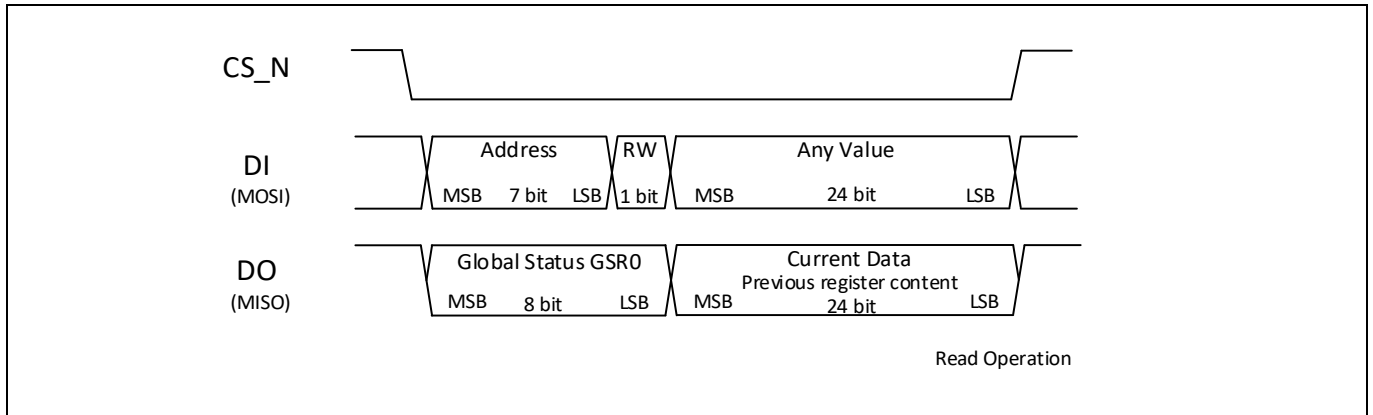 CS_N
DI
(MOSI)
Address RW Any Value
MSB 7 bit LSB 1 bit MSB 24 bit LSB
DO
(MISO)
Global Status GSR0 Current Data
Previous register content
MSB 8 bit LSB MSB 24 bit LSB
Read Operation